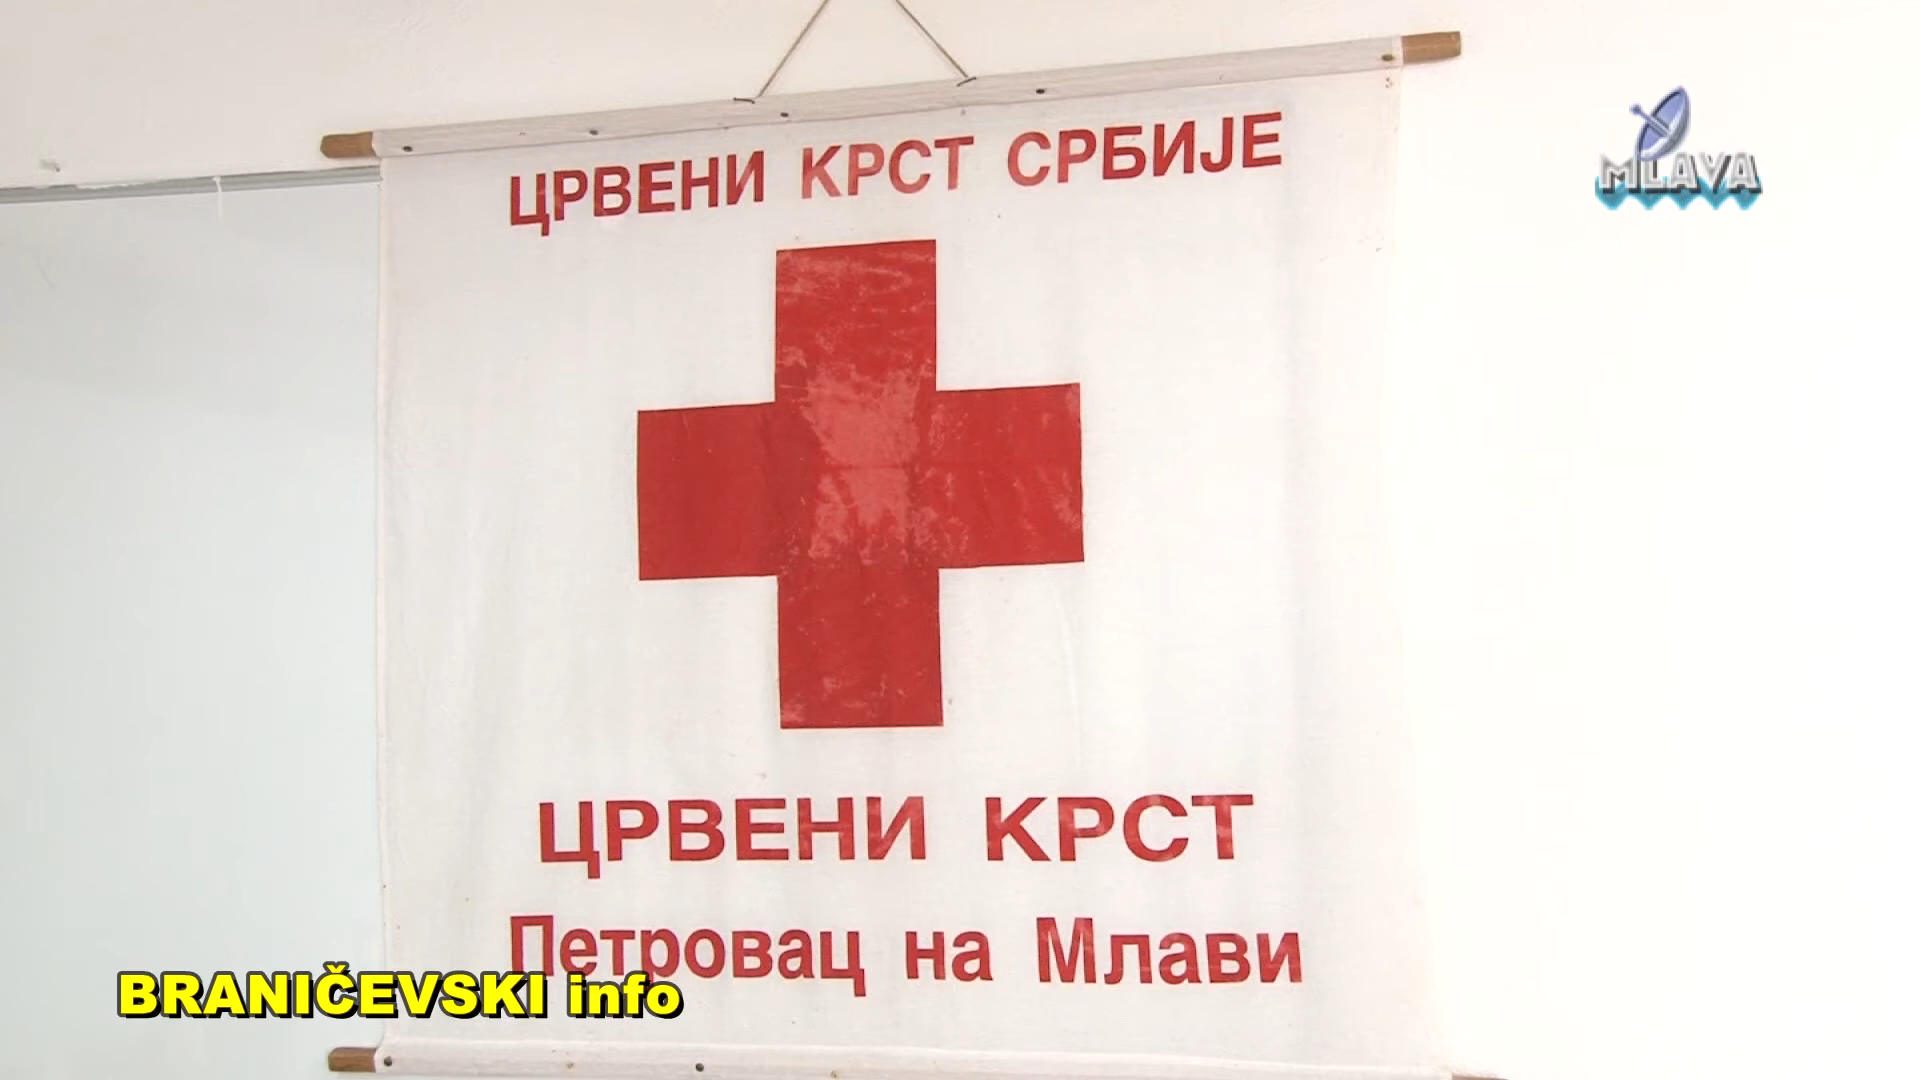 ЦРВЕНИ КРСТ СРБИЈЕ
MLAVA
ЦРВЕНИ КРСТ
Петровац на Млави
BRANIČEVSKI info